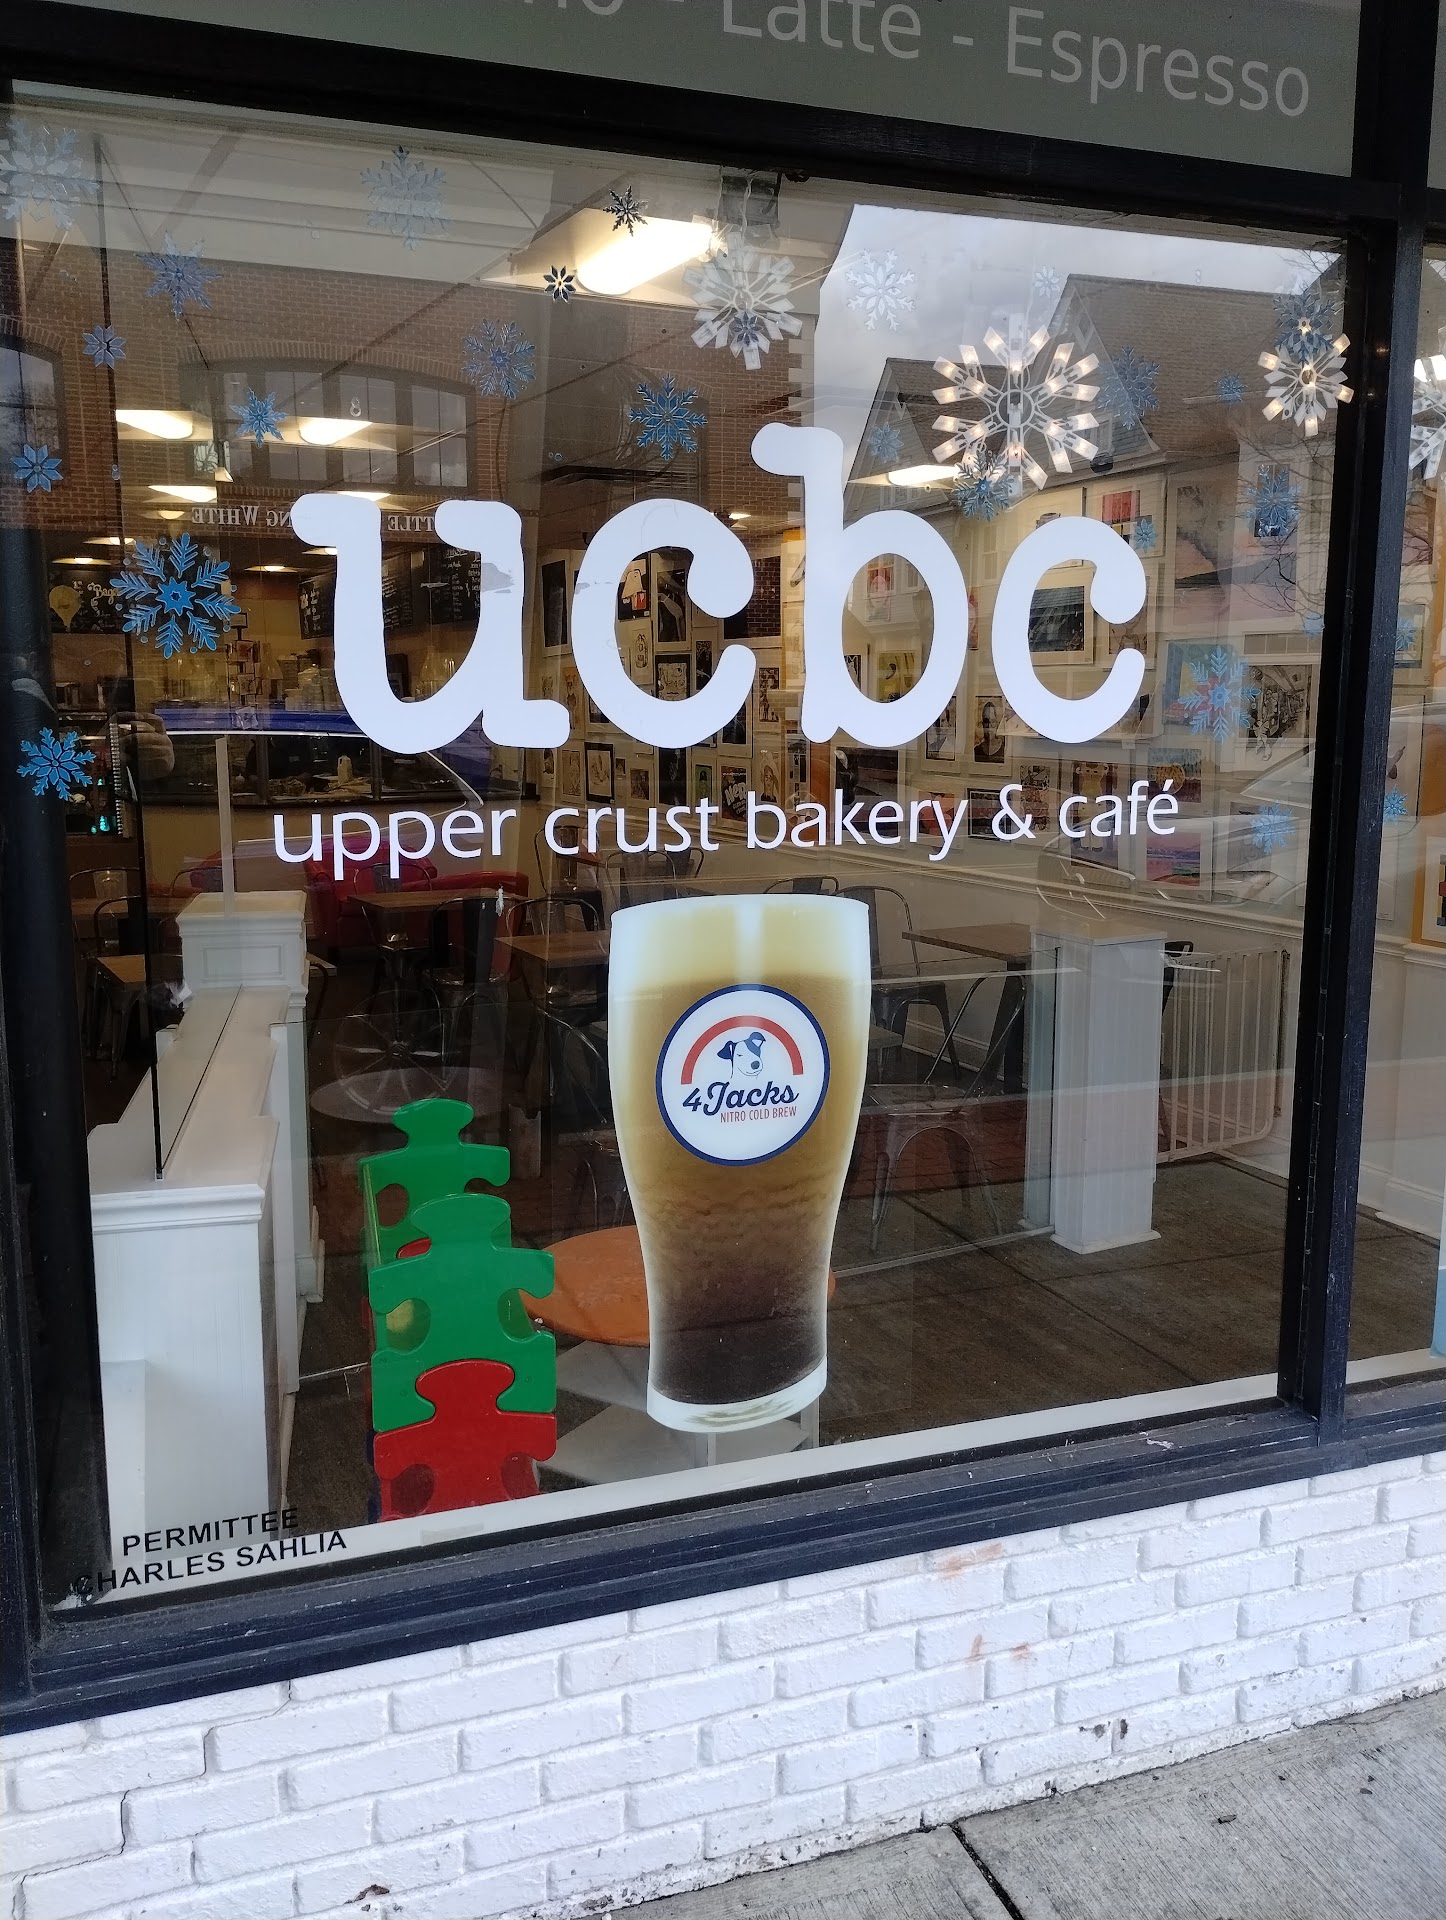 Latte - Espresso
ucbc
upper crust bakery & café
4Jacks
NITRO COLD BREW
PERMITTEE
CHARLES SAHLIA